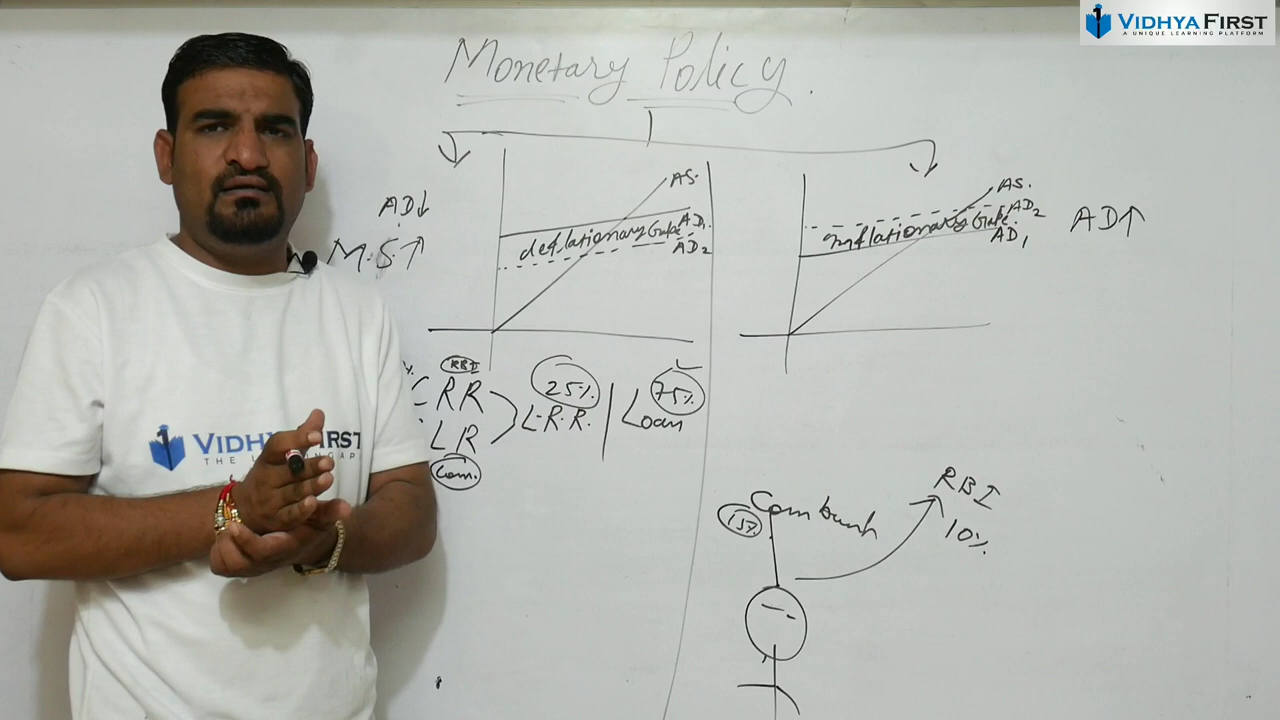 VIDHYA FIRST
A UNIQUE LEARNING PLATFORM
Monetary Policy.
AD↓
M.S↑
AS.
AD1
deflationary Gap
AD2
AS.
AD2
inflationary Gap
AD1
AD↑
RBI
CRR
LR
Com.
25%
L.R.R.
75%
Loan
Com bank
15%
RBI
10%
VIDHYA FIRST